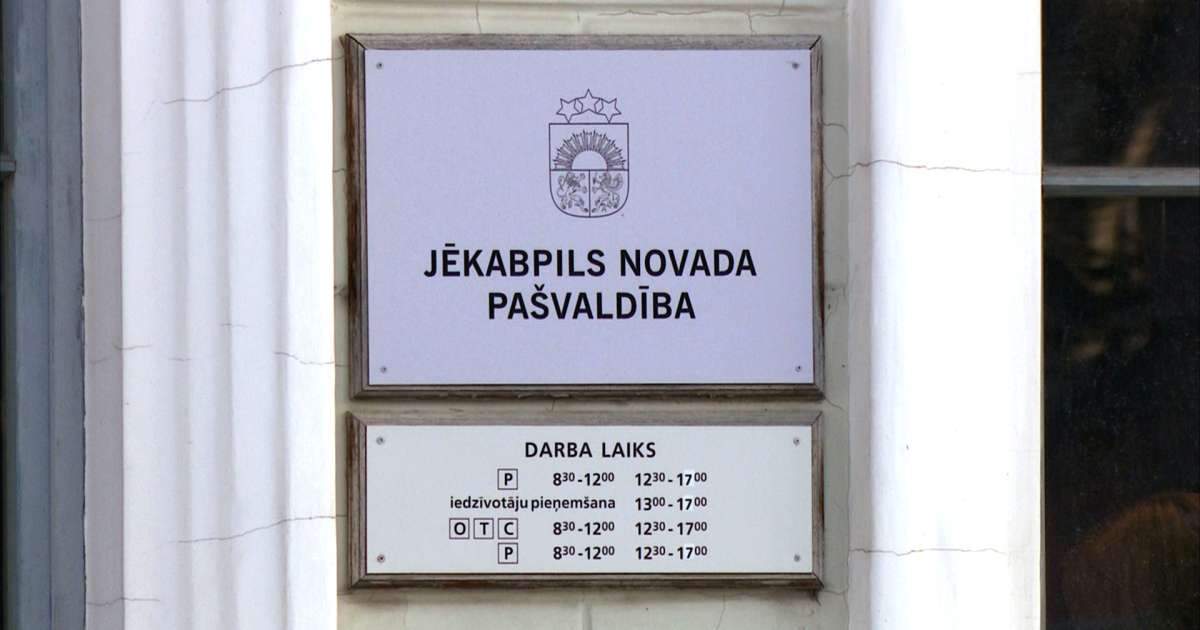 JĒKABPILS NOVADA
PAŠVALDĪBA
DARBA LAIKS
P 8³⁰-12⁰⁰ 12³⁰-17⁰⁰
iedzīvotāju pieņemšana 13⁰⁰-17⁰⁰
O T C 8³⁰-12⁰⁰ 12³⁰-17⁰⁰
P 8³⁰-12⁰⁰ 12³⁰-17⁰⁰